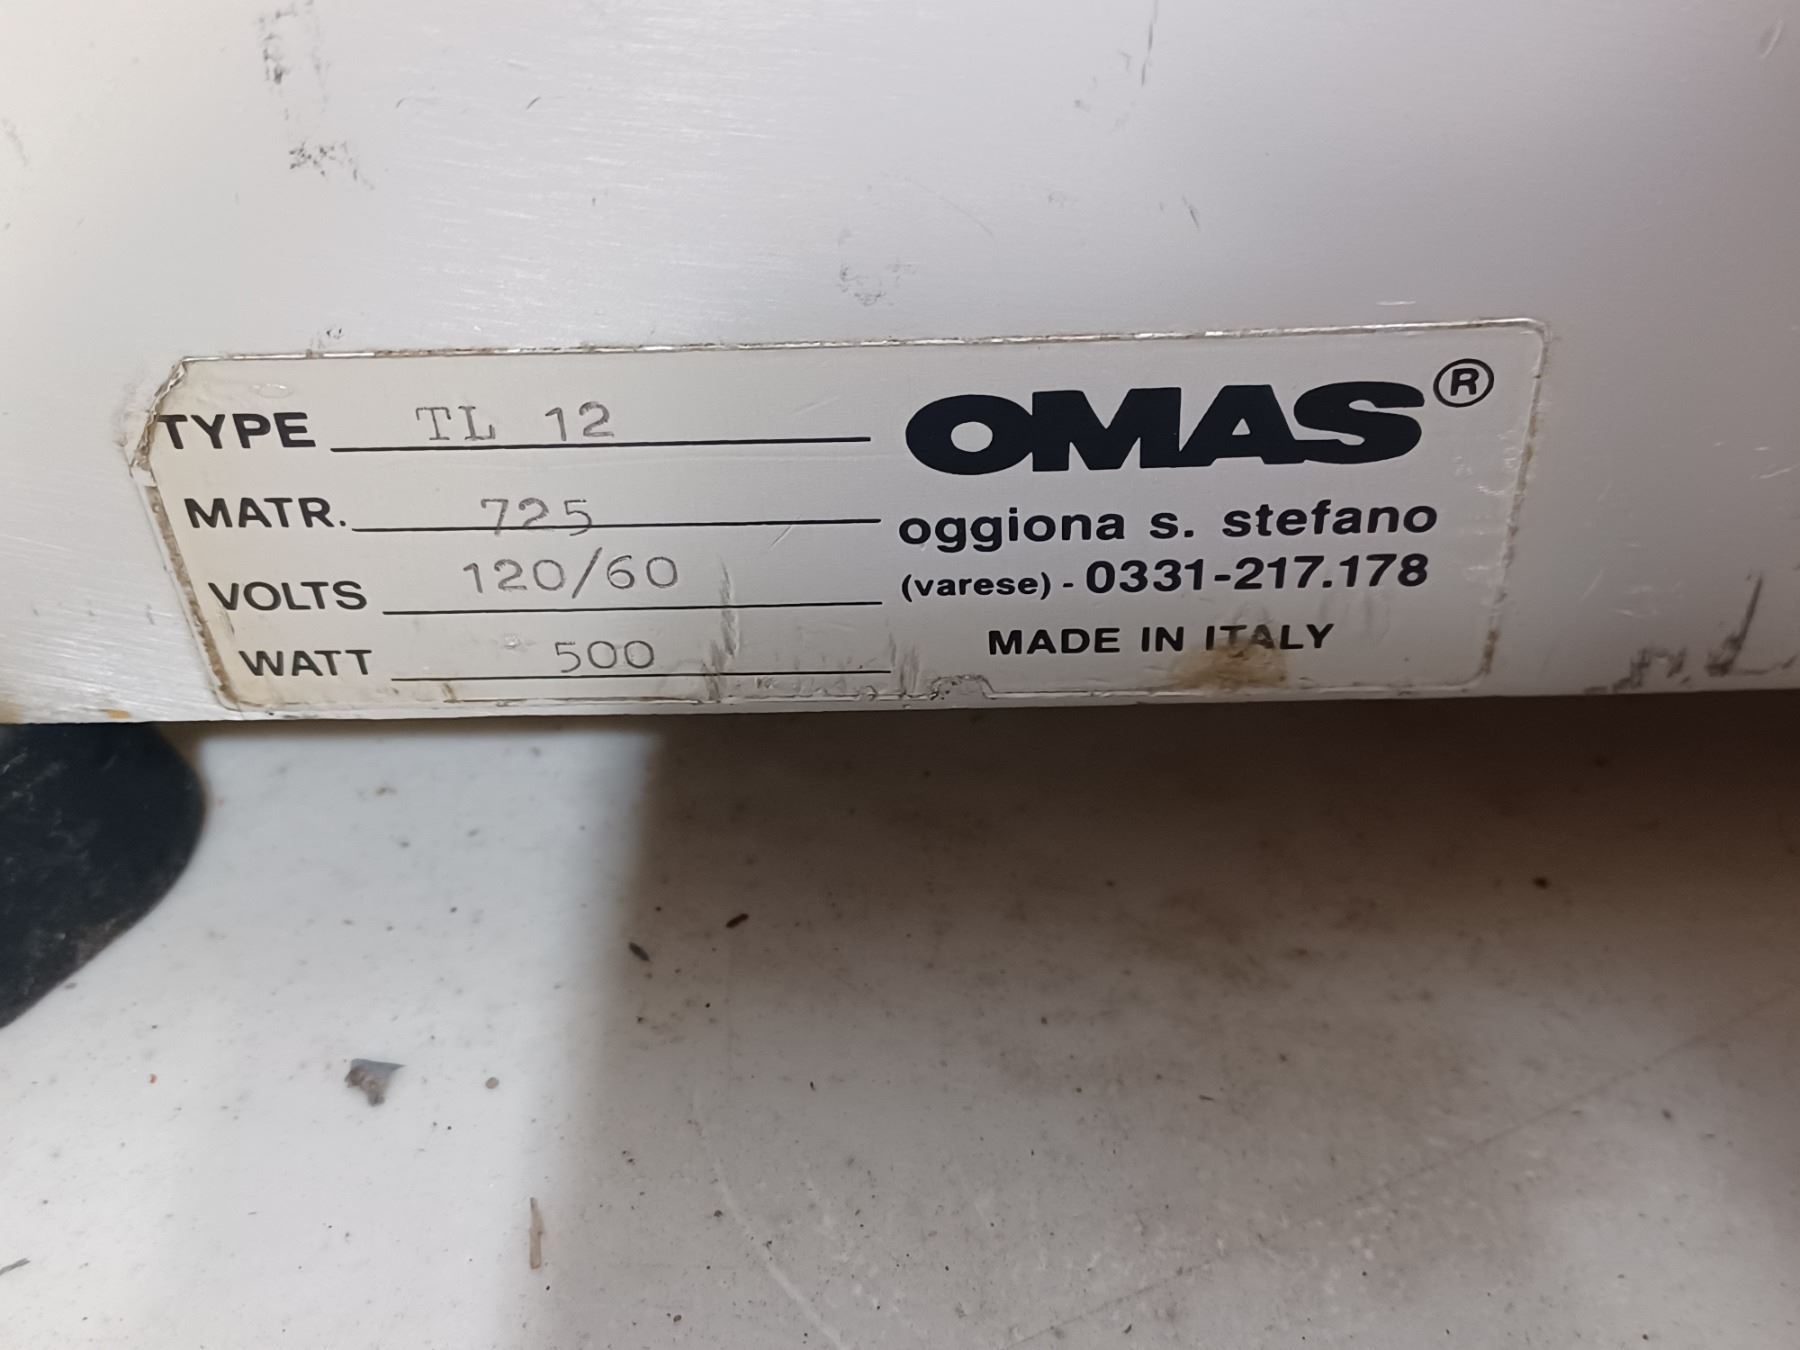 TYPE TL 12
MATR. 725
VOLTS 120/60
WATT 500
OMAS®
oggiona s. stefano
(varese) - 0331-217.178
MADE IN ITALY